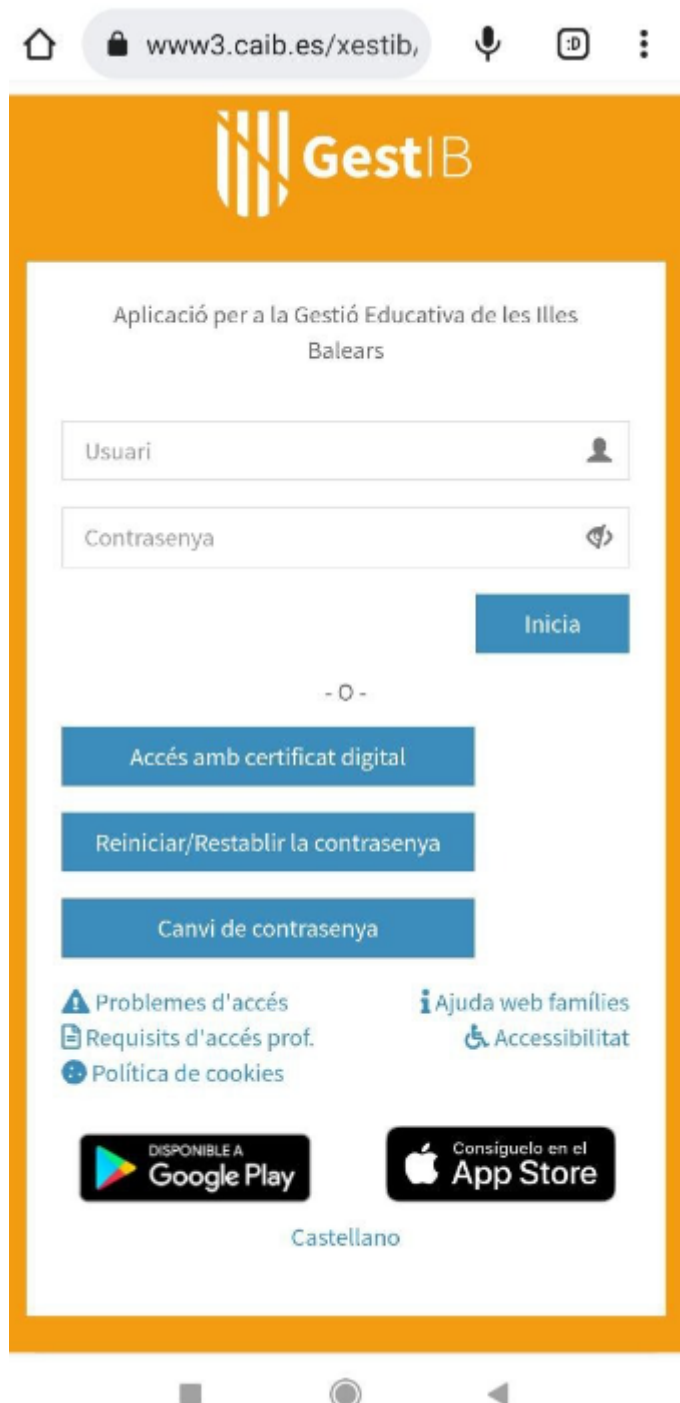 www3.caib.es/xestib,
:D
GestIB
Aplicació per a la Gestió Educativa de les Illes
Balears
Usuari
Contrasenya
Inicia
- O -
Accés amb certificat digital
Reiniciar/Restablir la contrasenya
Canvi de contrasenya
Problemes d'accés
Ajuda web famílies
Requisits d'accés prof.
Accessibilitat
Política de cookies
DISPONIBLE A
Google Play
Consíguelo en el
App Store
Castellano